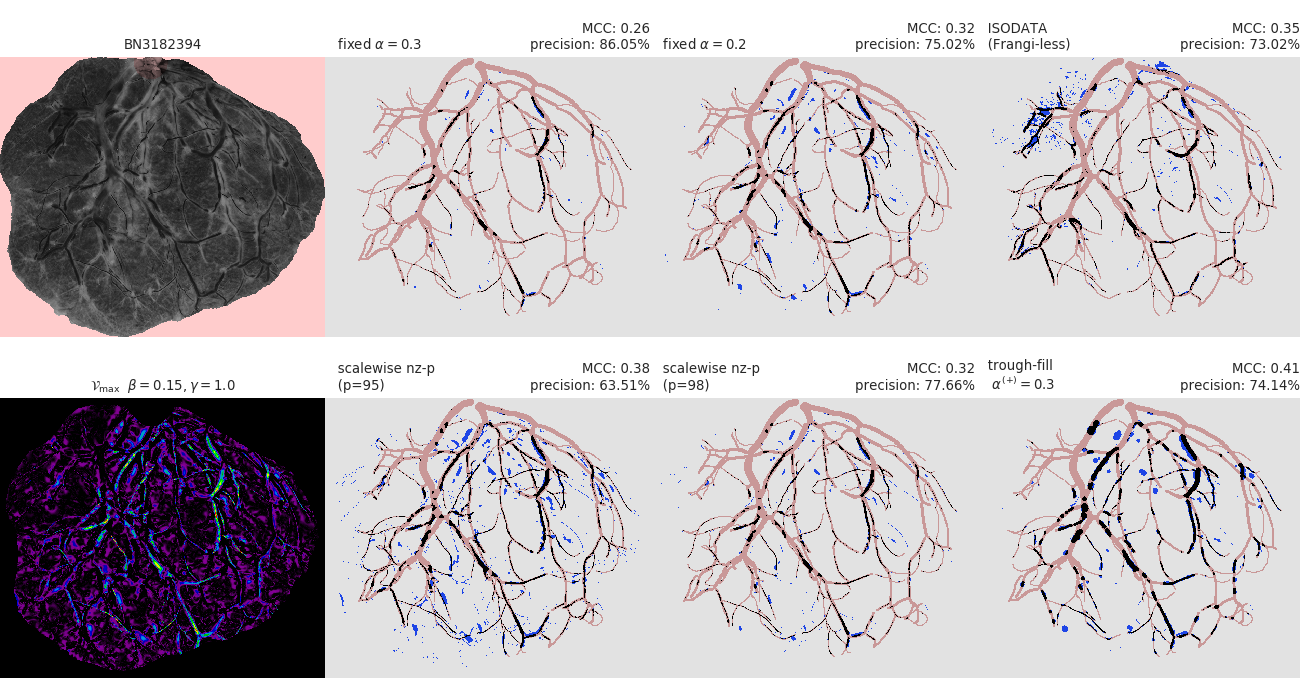 BN3182394
fixed α = 0.3
MCC: 0.26
precision: 86.05%
fixed α = 0.2
MCC: 0.32
precision: 75.02%
ISODATA
(Frangi-less)
MCC: 0.35
precision: 73.02%
𝒱max β = 0.15, γ = 1.0
scalewise nz-p
(p=95)
MCC: 0.38
precision: 63.51%
scalewise nz-p
(p=98)
MCC: 0.32
precision: 77.66%
trough-fill
α(+) = 0.3
MCC: 0.41
precision: 74.14%